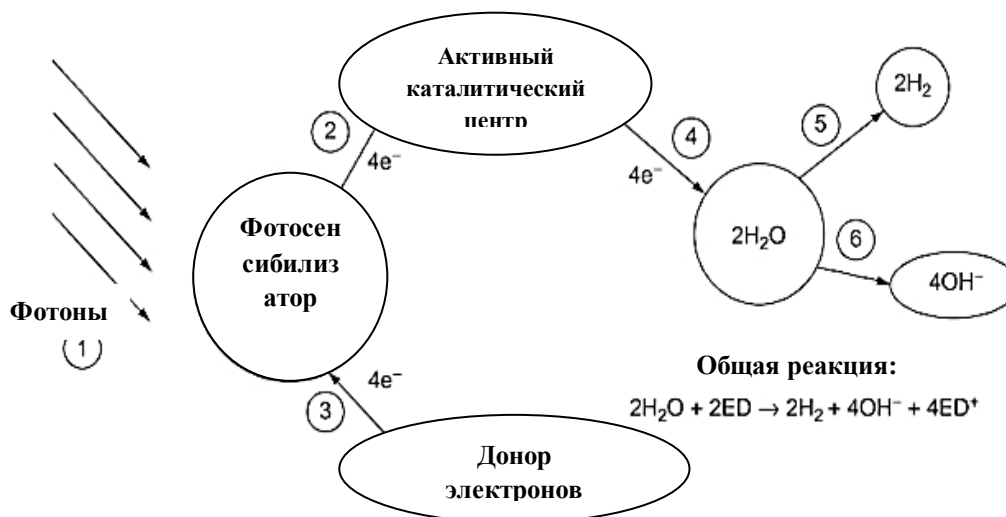 Активный
каталитический
центр
2
4e⁻
4
4e⁻
5
2H₂
Фотосен
сибилиз
атор
2H₂O
6
4OH⁻
Фотоны
1
3
4e⁻
Донор
электронов
Общая реакция:
2H₂O + 2ED → 2H₂ + 4OH⁻ + 4ED⁺